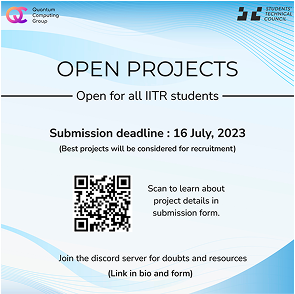 Quantum
Computing
Group
STUDENTS'
TECHNICAL
COUNCIL
OPEN PROJECTS
Open for all IITR students
Submission deadline : 16 July, 2023
(Best projects will be considered for recruitment)
Scan to learn about
project details in
submission form.
Join the discord server for doubts and resources
(Link in bio and form)